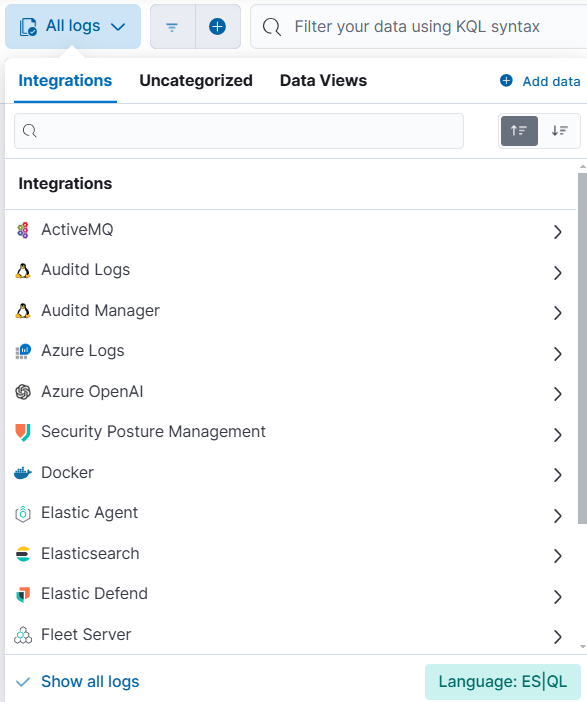 All logs
Filter your data using KQL syntax
Integrations Uncategorized Data Views Add data
Integrations
ActiveMQ
Auditd Logs
Auditd Manager
Azure Logs
Azure OpenAI
Security Posture Management
Docker
Elastic Agent
Elasticsearch
Elastic Defend
Fleet Server
Show all logs
Language: ES|QL